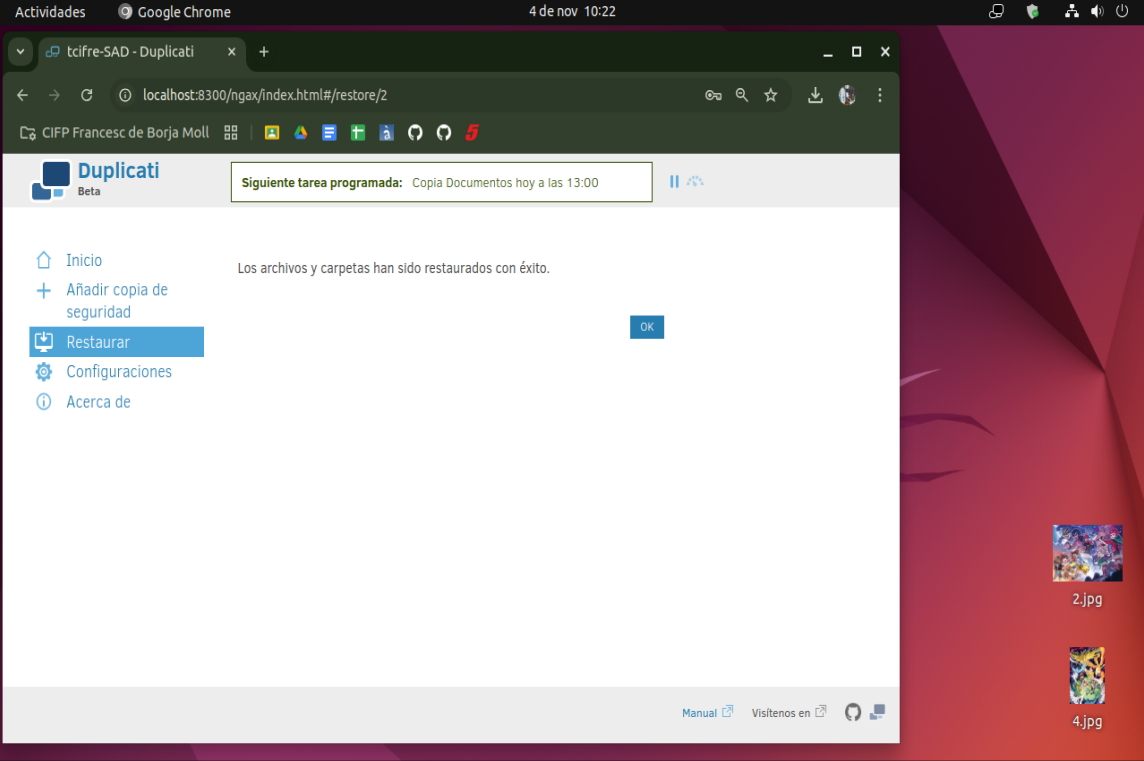 Actividades
Google Chrome
4 de nov 10:22
tcifre-SAD - Duplicati
localhost:8300/ngax/index.html#/restore/2
CIFP Francesc de Borja Moll
à
5
Duplicati
Beta
Siguiente tarea programada: Copia Documentos hoy a las 13:00
Inicio
Añadir copia de
seguridad
Restaurar
Configuraciones
Acerca de
Los archivos y carpetas han sido restaurados con éxito.
OK
2.jpg
4.jpg
Manual
Visítenos en